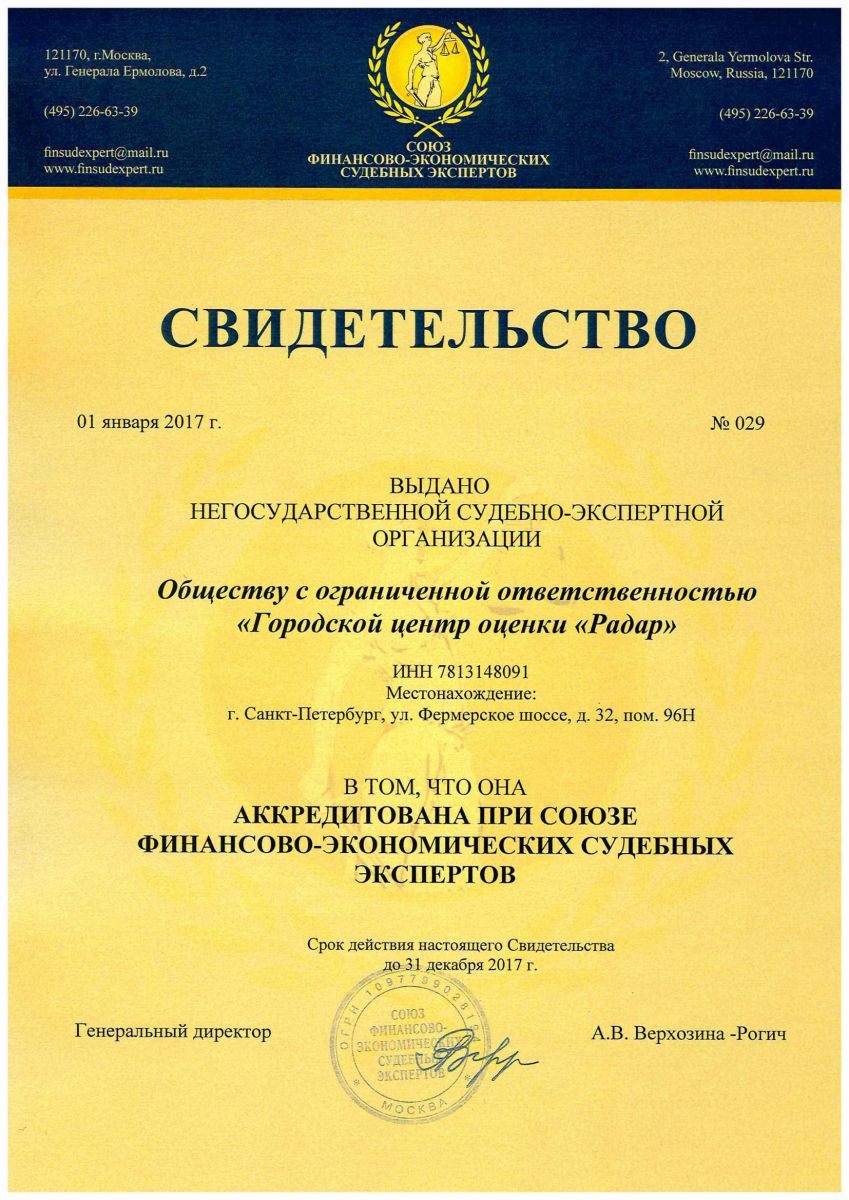 121170, г.Москва,
ул. Генерала Ермолова, д.2
(495) 226-63-39
finsudexpert@mail.ru
www.finsudexpert.ru
СОЮЗ
ФИНАНСОВО-ЭКОНОМИЧЕСКИХ
СУДЕБНЫХ ЭКСПЕРТОВ
2, Generala Yermolova Str.
Moscow, Russia, 121170
(495) 226-63-39
finsudexpert@mail.ru
www.finsudexpert.ru
СВИДЕТЕЛЬСТВО
01 января 2017 г.
№ 029
ВЫДАНО
НЕГОСУДАРСТВЕННОЙ СУДЕБНО-ЭКСПЕРТНОЙ
ОРГАНИЗАЦИИ
Обществу с ограниченной ответственностью
«Городской центр оценки «Радар»
ИНН 7813148091
Местонахождение:
г. Санкт-Петербург, ул. Фермерское шоссе, д. 32, пом. 96Н
В ТОМ, ЧТО ОНА
АККРЕДИТОВАНА ПРИ СОЮЗЕ
ФИНАНСОВО-ЭКОНОМИЧЕСКИХ СУДЕБНЫХ
ЭКСПЕРТОВ
Срок действия настоящего Свидетельства
до 31 декабря 2017 г.
Генеральный директор
А.В. Верхозина -Рогич
ОГРН
СОЮЗ
ФИНАНСОВО-
ЭКОНОМИЧЕСКИХ
СУДЕБНЫХ
ЭКСПЕРТОВ
МОСКВА